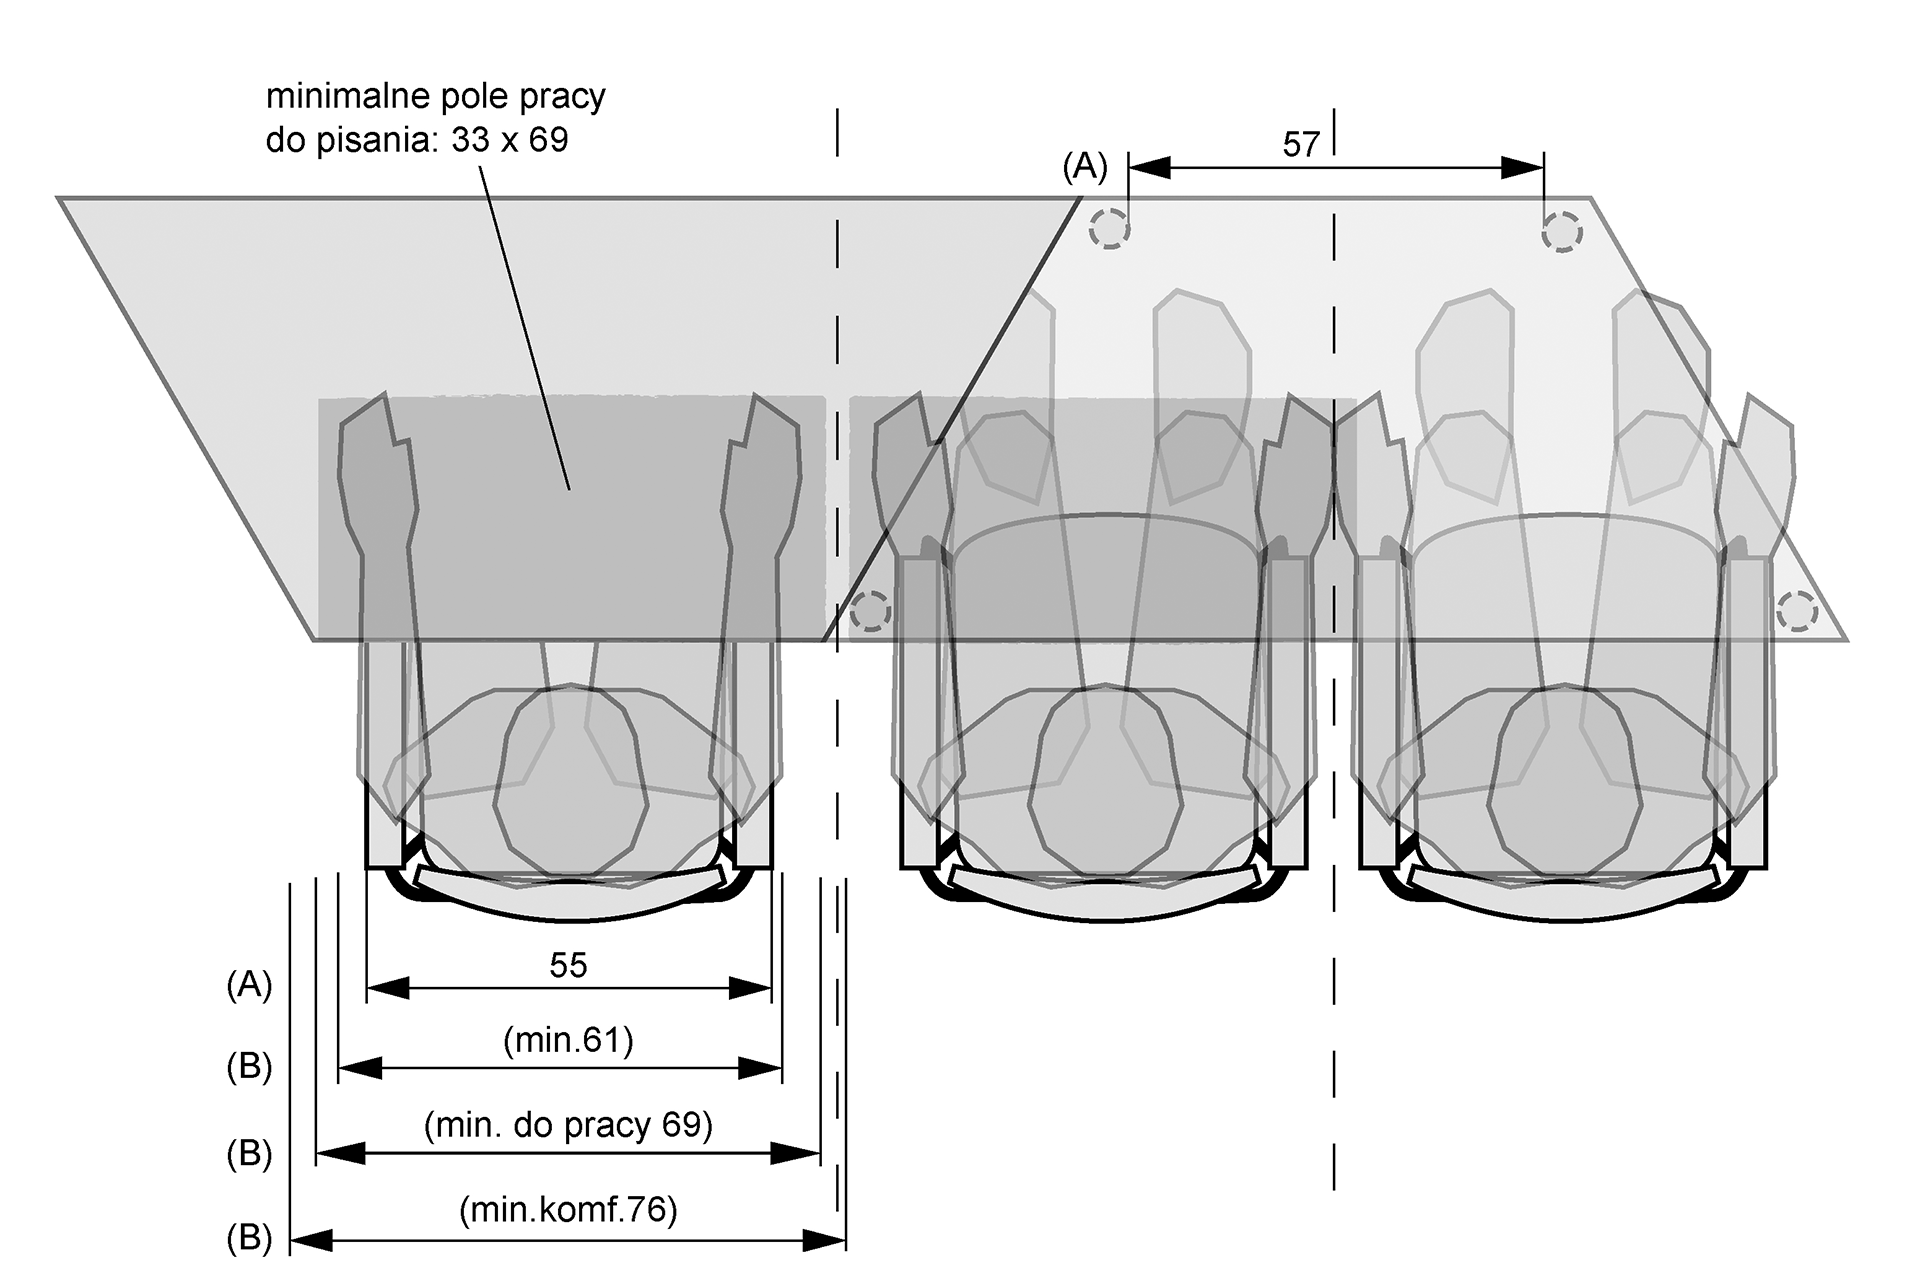 minimalne pole pracy
do pisania: 33 x 69
57
(A)
55
(A)
(min.61)
(B)
(min. do pracy 69)
(B)
(min.komf.76)
(B)